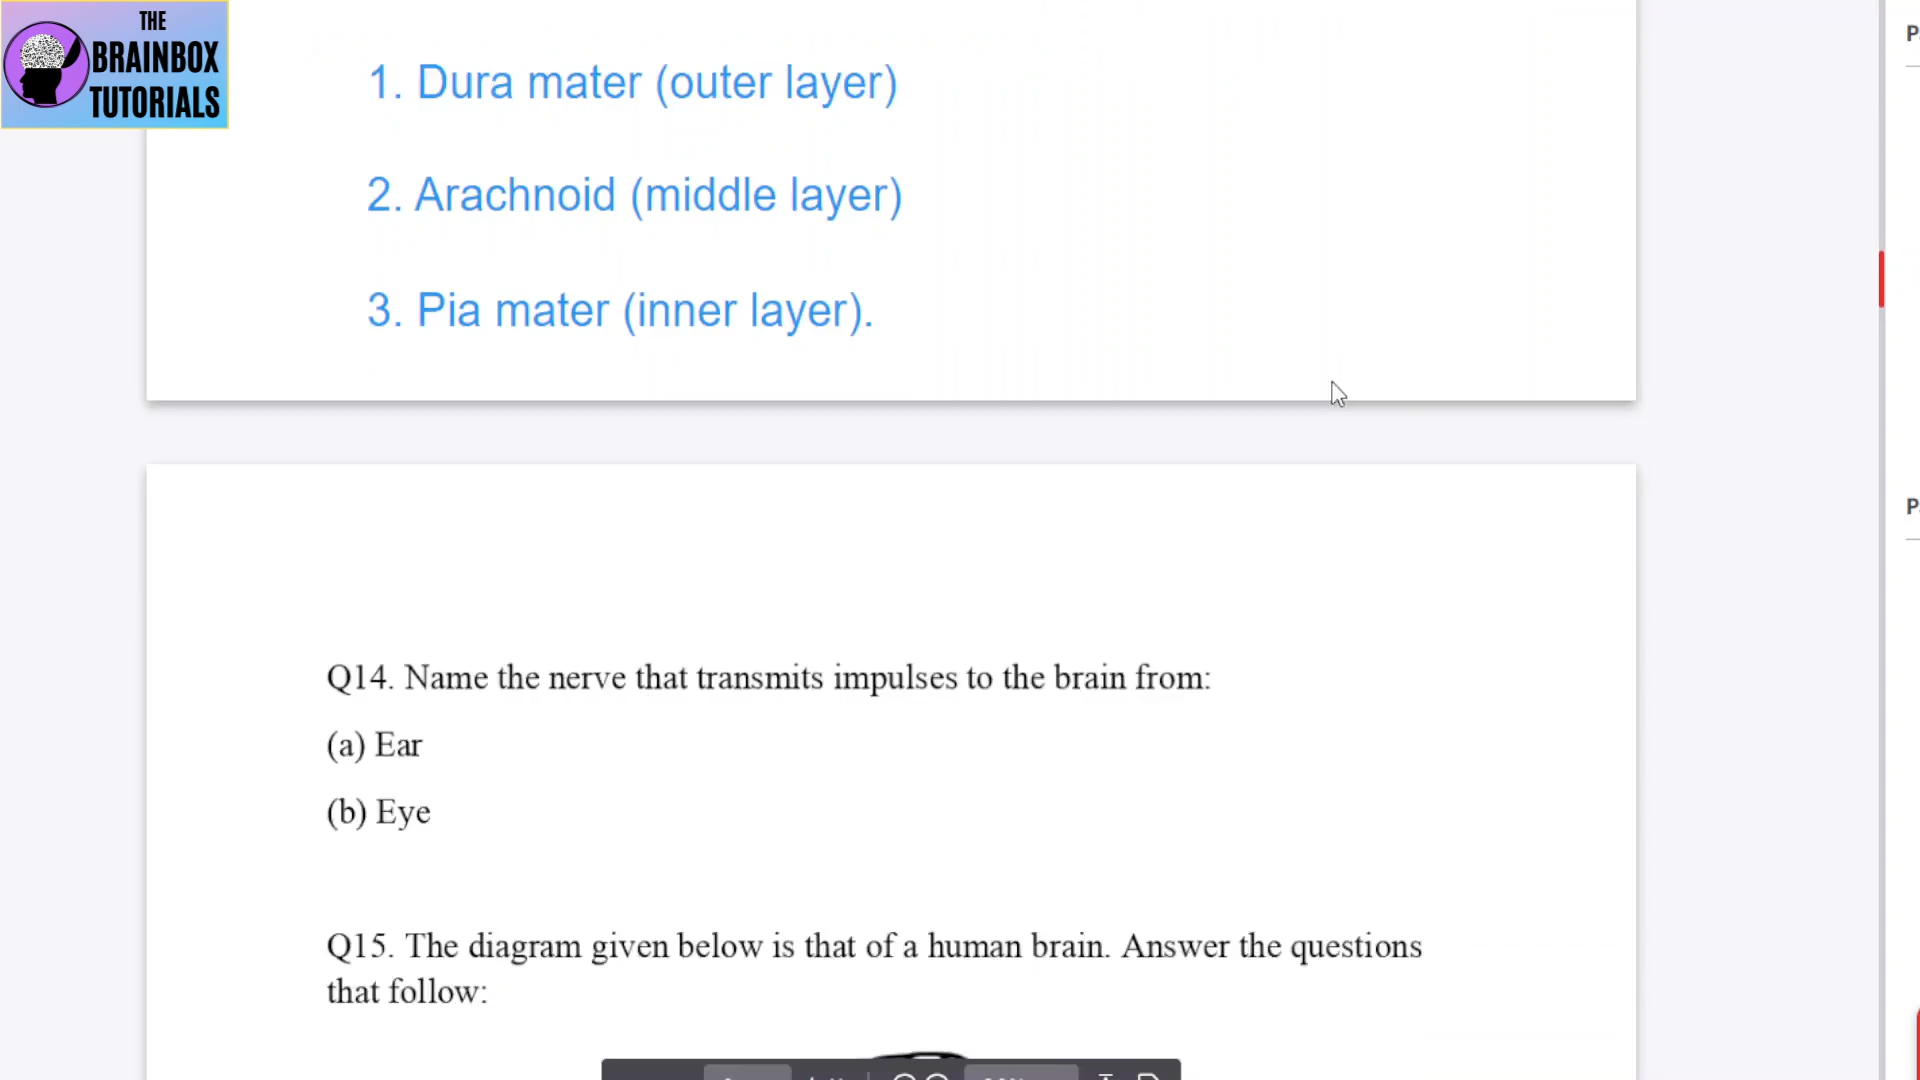 THE
BRAINBOX
TUTORIALS
1. Dura mater (outer layer)
2. Arachnoid (middle layer)
3. Pia mater (inner layer).
Q14. Name the nerve that transmits impulses to the brain from:
(a) Ear
(b) Eye
Q15. The diagram given below is that of a human brain. Answer the questions
that follow: